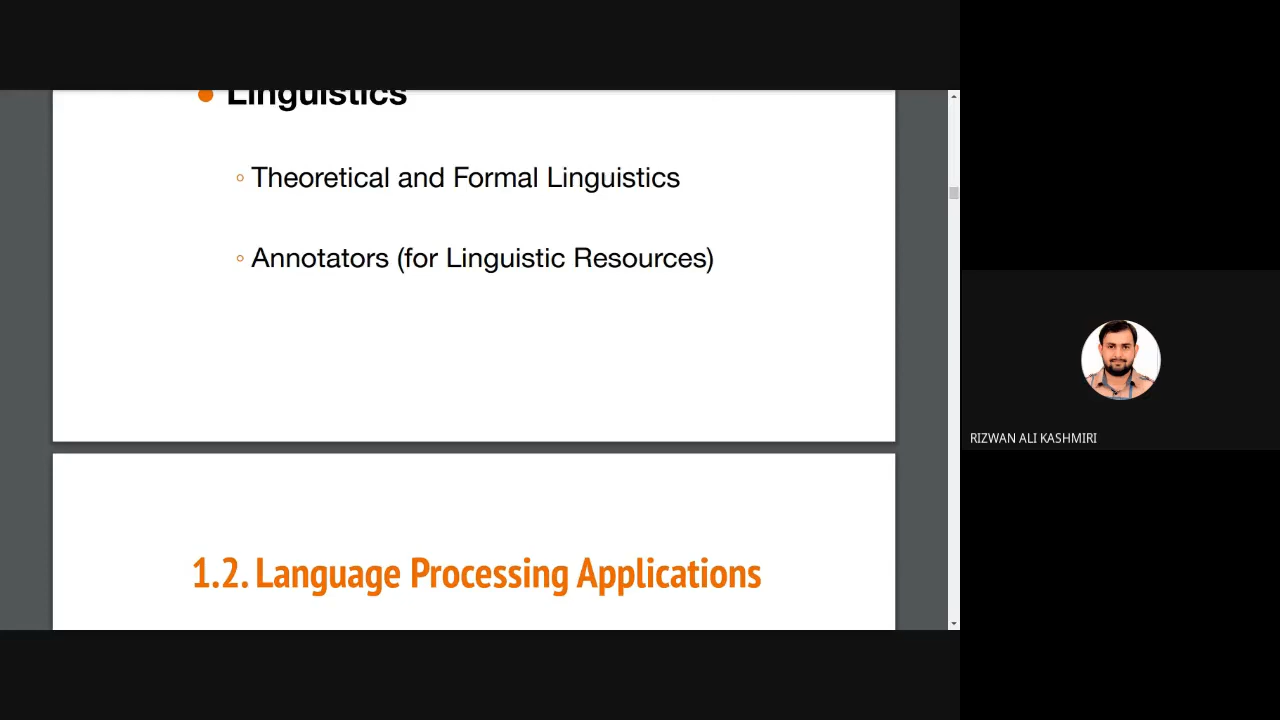 Linguistics
Theoretical and Formal Linguistics
Annotators (for Linguistic Resources)
1.2. Language Processing Applications
RIZWAN ALI KASHMIRI